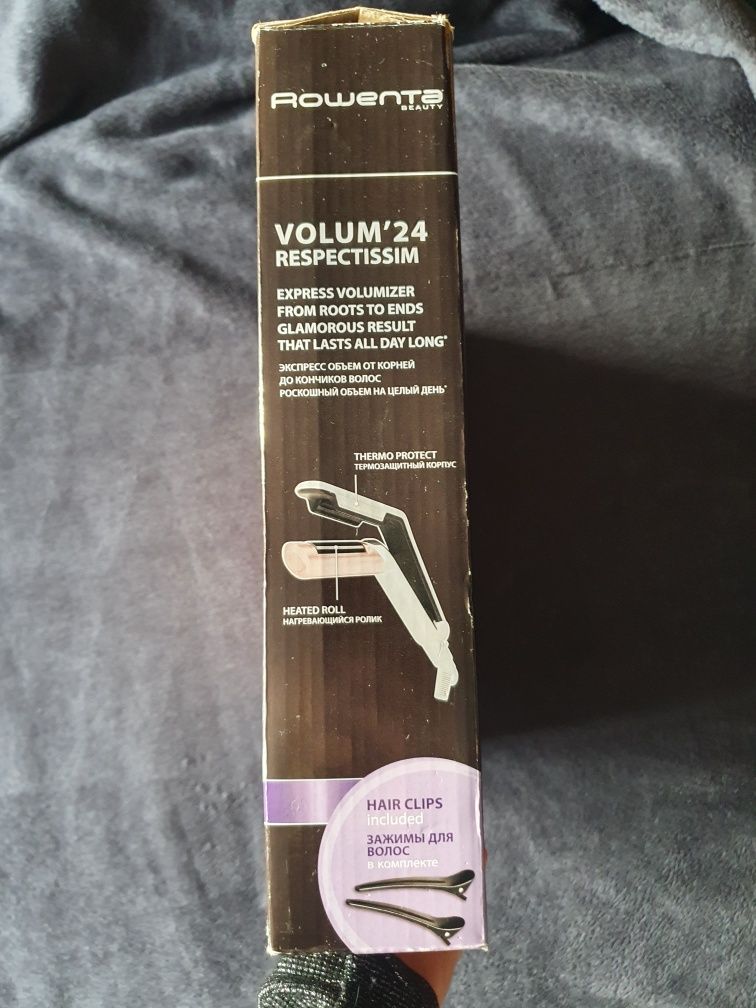 Rowenta
BEAUTY
VOLUM'24
RESPECTISSIM
EXPRESS VOLUMIZER
FROM ROOTS TO ENDS
GLAMOROUS RESULT
THAT LASTS ALL DAY LONG*
ЭКСПРЕСС ОБЪЕМ ОТ КОРНЕЙ
ДО КОНЧИКОВ ВОЛОС
РОСКОШНЫЙ ОБЪЕМ НА ЦЕЛЫЙ ДЕНЬ*
THERMO PROTECT
ТЕРМОЗАЩИТНЫЙ КОРПУС
HEATED ROLL
НАГРЕВАЮЩИЙСЯ РОЛИК
HAIR CLIPS
included
ЗАЖИМЫ ДЛЯ
ВОЛОС
в комплекте